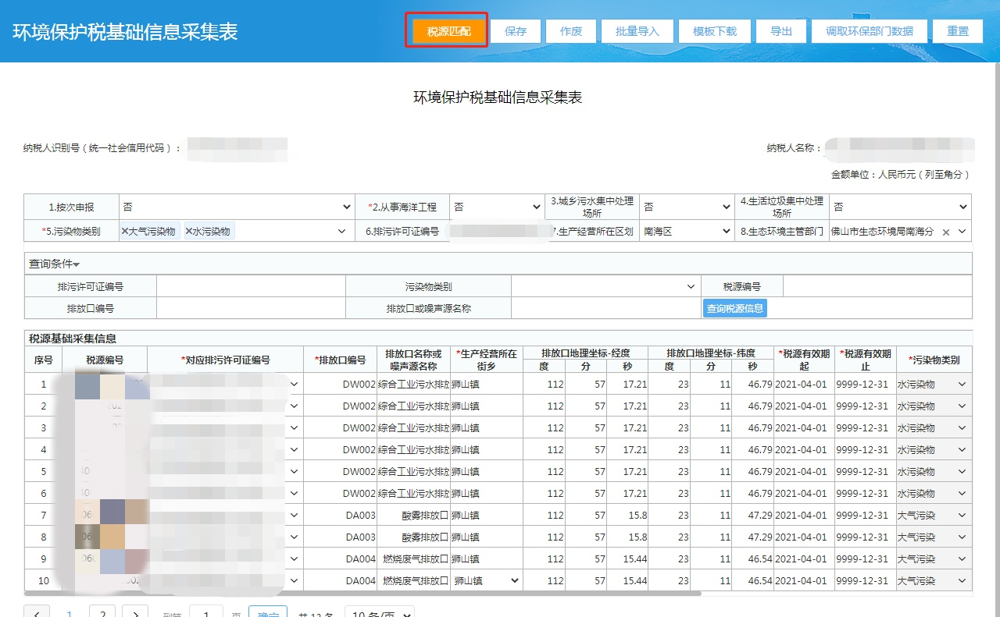 环境保护税基础信息采集表
税源匹配 保存 作废 批量导入 模板下载 导出 调取环保部门数据 重置
环境保护税基础信息采集表
纳税人识别号（统一社会信用代码）： 纳税人名称：
金额单位：人民币元（列至角分）
1.按次申报 否 *2.从事海洋工程 否 3.城乡污水集中处理场所 否 4.生活垃圾集中处理场所 否
*5.污染物类别 ×大气污染物 ×水污染物 6.排污许可证编号 7.生产经营所在区划 南海区 8.生态环境主管部门 佛山市生态环境局南海分 ×
查询条件
排污许可证编号 污染物类别 税源编号
排放口编号 排放口或噪声源名称 查询税源信息
税源基础采集信息
序号 税源编号 *对应排污许可证编号 *排放口编号 排放口名称或噪声源名称 *生产经营所在街乡 排放口地理坐标-经度 排放口地理坐标-纬度 *税源有效期起 *税源有效期止 *污染物类别
度 分 秒 度 分 秒
1 DW002 综合工业污水排放 狮山镇 112 57 17.21 23 11 46.79 2021-04-01 9999-12-31 水污染物
2 DW002 综合工业污水排放 狮山镇 112 57 17.21 23 11 46.79 2021-04-01 9999-12-31 水污染物
3 DW002 综合工业污水排放 狮山镇 112 57 17.21 23 11 46.79 2021-04-01 9999-12-31 水污染物
4 DW002 综合工业污水排放 狮山镇 112 57 17.21 23 11 46.79 2021-04-01 9999-12-31 水污染物
5 DW002 综合工业污水排放 狮山镇 112 57 17.21 23 11 46.79 2021-04-01 9999-12-31 水污染物
6 DW002 综合工业污水排放 狮山镇 112 57 17.21 23 11 46.79 2021-04-01 9999-12-31 水污染物
7 DA003 酸雾排放口 狮山镇 112 57 15.8 23 11 47.29 2021-04-01 9999-12-31 大气污染
8 DA003 酸雾排放口 狮山镇 112 57 15.8 23 11 47.29 2021-04-01 9999-12-31 大气污染
9 DA004 燃烧废气排放口 狮山镇 112 57 15.44 23 11 46.54 2021-04-01 9999-12-31 大气污染
10 DA004 燃烧废气排放口 狮山镇 112 57 15.44 23 11 46.54 2021-04-01 9999-12-31 大气污染
1 2 到第 1 页 确定 共 12 条 10 条/页